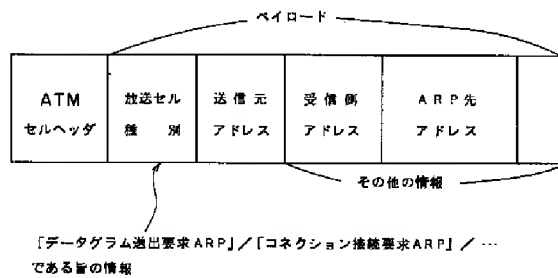 ペイロード
ATM
セルヘッダ
放送セル
種 別
送信元
アドレス
受信側
アドレス
ARP先
アドレス
その他の情報
「データグラム送出要求ARP」/「コネクション接続要求ARP」/…
である旨の情報